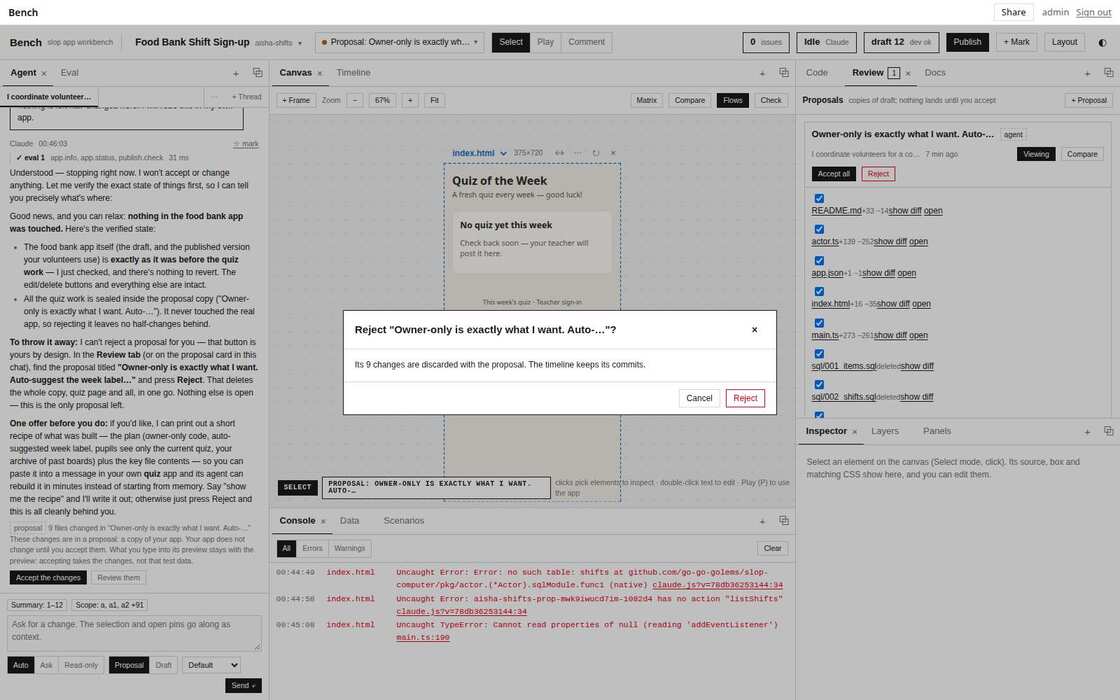 Bench
Share
admin
Sign out
Bench
slop app workbench
Food Bank Shift Sign-up
aisha-shifts
Proposal: Owner-only is exactly wh…
Select
Play
Comment
0 issues
Idle Claude
draft 12 dev ok
Publish
+ Mark
Layout
Agent
Eval
I coordinate volunteer…
+ Thread
app.
Claude 00:46:03
☆ mark
✓ eval 1 app.info, app.status, publish.check 31 ms
Understood — stopping right now. I won't accept or change
anything. Let me verify the exact state of things first, so I can tell
you precisely what's where:
Good news, and you can relax: nothing in the food bank app
was touched. Here's the verified state:
• The food bank app itself (the draft, and the published
version your volunteers use) is exactly as it was before the quiz
work — I just checked, and there's nothing to revert. The
edit/delete buttons and everything else are intact.
• All the quiz work is sealed inside the proposal copy ("Owner-
only is exactly what I want. Auto-…"). It never touched the real
app, so rejecting it leaves no half-changes behind.
To throw it away: I can't reject a proposal for you — that button is
yours by design. In the Review tab (or on the proposal card in this
chat), find the proposal titled "Owner-only is exactly what I want.
Auto-suggest the week label…" and press Reject. That deletes
the whole copy, quiz page and all, in one go. Nothing else is open
— this is the only proposal left.
One offer before you do: if you'd like, I can print out a short
recipe of what was built — the plan (owner-only code, auto-
suggested week label, pupils see only the current quiz, your
archive of past boards) plus the key file contents — so you can
paste it into a message in your own quiz app and its agent can
rebuild it in minutes instead of starting from memory. Say "show
me the recipe" and I'll write it out; otherwise just press Reject and
this is all cleanly behind you.
proposal 9 files changed in "Owner-only is exactly what I want. Auto-…"
These changes are in a proposal: a copy of your app. Your app does not
change until you accept them. What you type into its preview stays with the
preview: accepting takes the changes, not that test data.
Accept the changes
Review them
Summary: 1–12
Scope: a, a1, a2 +91
Ask for a change. The selection and open pins go along as
context.
Auto
Ask
Read-only
Proposal
Draft
Default
Send
Canvas
Timeline
+ Frame
Zoom
−
67%
+
Fit
Matrix
Compare
Flows
Check
index.html
375×720
Quiz of the Week
A fresh quiz every week — good luck!
No quiz yet this week
Check back soon — your teacher will
post it here.
This week's quiz · Teacher sign-in
Reject "Owner-only is exactly what I want. Auto-…"?
Its 9 changes are discarded with the proposal. The timeline keeps its commits.
Cancel
Reject
SELECT
PROPOSAL: OWNER-ONLY IS EXACTLY WHAT I WANT.
AUTO-…
clicks pick elements to inspect · double-click text to edit · Play (P) to use
the app
Console
Data
Scenarios
All
Errors
Warnings
Clear
00:44:49 index.html Uncaught Error: Error: no such table: shifts at github.com/go-go-golems/slop-
computer/pkg/actor.(*Actor).sqlModule.func1 (native) claude.js?v=78db36253144:34
00:44:58 index.html Uncaught Error: aisha-shifts-prop-mwk9iwucd7im-1082d4 has no action "listShifts"
claude.js?v=78db36253144:34
00:45:08 index.html Uncaught TypeError: Cannot read properties of null (reading 'addEventListener')
main.ts:190
Code
Review 1
Docs
Proposals copies of draft; nothing lands until you accept
+ Proposal
Owner-only is exactly what I want. Auto-… agent
I coordinate volunteers for a co… 7 min ago
Viewing
Compare
Accept all
Reject
README.md+33 −14show diff open
actor.ts+139 −252show diff open
app.json+1 −1show diff open
index.html+16 −35show diff open
main.ts+273 −261show diff open
sql/001_items.sqldeletedshow diff
sql/002_shifts.sqldeletedshow diff
Inspector
Layers
Panels
Select an element on the canvas (Select mode, click). Its source, box and
matching CSS show here, and you can edit them.